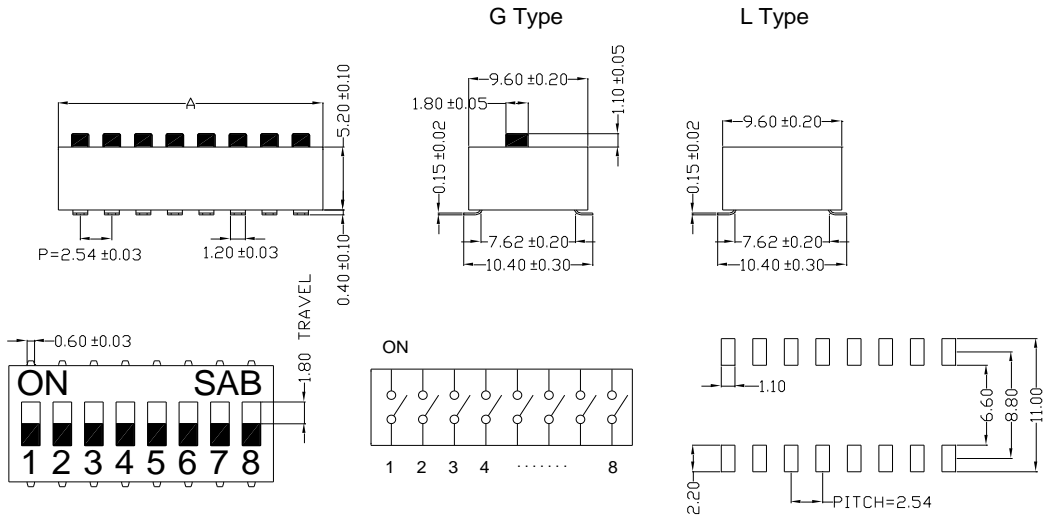 G Type
L Type
A
5.20 ±0.10
P=2.54 ±0.03
1.20 ±0.03
0.40 ±0.10
9.60 ±0.20
1.80 ±0.05
1.10 ±0.05
0.15 ±0.02
7.62 ±0.20
10.40 ±0.30
9.60 ±0.20
0.15 ±0.02
7.62 ±0.20
10.40 ±0.30
0.60 ±0.03
1.80 TRAVEL
ON SAB
1 2 3 4 5 6 7 8
ON
1 2 3 4 ....... 8
1.10
6.60
8.80
11.00
2.20
PITCH=2.54